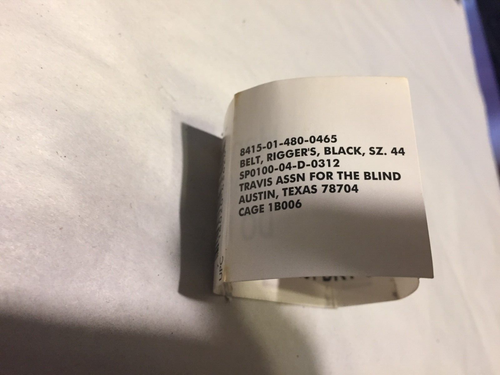 8415-01-480-0465
BELT, RIGGER'S, BLACK, SZ. 44
SP0100-04-D-0312
TRAVIS ASSN FOR THE BLIND
AUSTIN, TEXAS 78704
CAGE 1B006
UPC